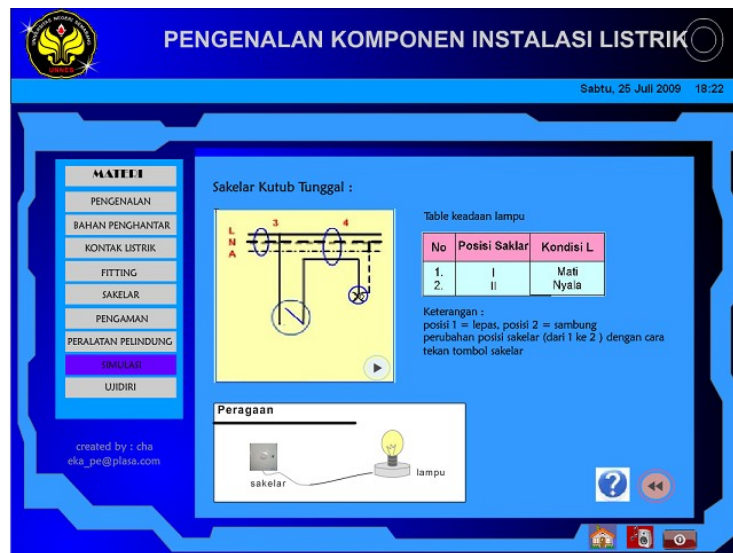 UNNES
PENGENALAN KOMPONEN INSTALASI LISTRIK
Sabtu, 25 Juli 2009 18:22
MATERI
PENGENALAN
BAHAN PENGHANTAR
KONTAK LISTRIK
FITTING
SAKELAR
PENGAMAN
PERALATAN PELINDUNG
SIMULASI
UJIDIRI
created by : cha
eka_pe@plasa.com
Sakelar Kutub Tunggal :
L
N
A
3 4
Table keadaan lampu
No Posisi Saklar Kondisi L
1. I Mati
2. II Nyala
Keterangan :
posisi 1 = lepas, posisi 2 = sambung
perubahan posisi sakelar (dari 1 ke 2 ) dengan cara
tekan tombol sakelar
Peragaan
sakelar
lampu
?